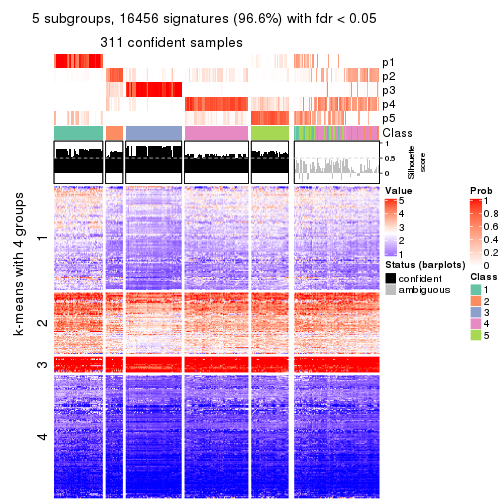 5 subgroups, 16456 signatures (96.6%) with fdr < 0.05
311 confident samples
p1
p2
p3
p4
p5
Class
1
0.5
0
Silhouette
score
k-means with 4 groups
1
2
3
4
Value
5
4
3
2
1
Status (barplots)
confident
ambiguous
Prob
1
0.8
0.6
0.4
0.2
0
Class
1
2
3
4
5